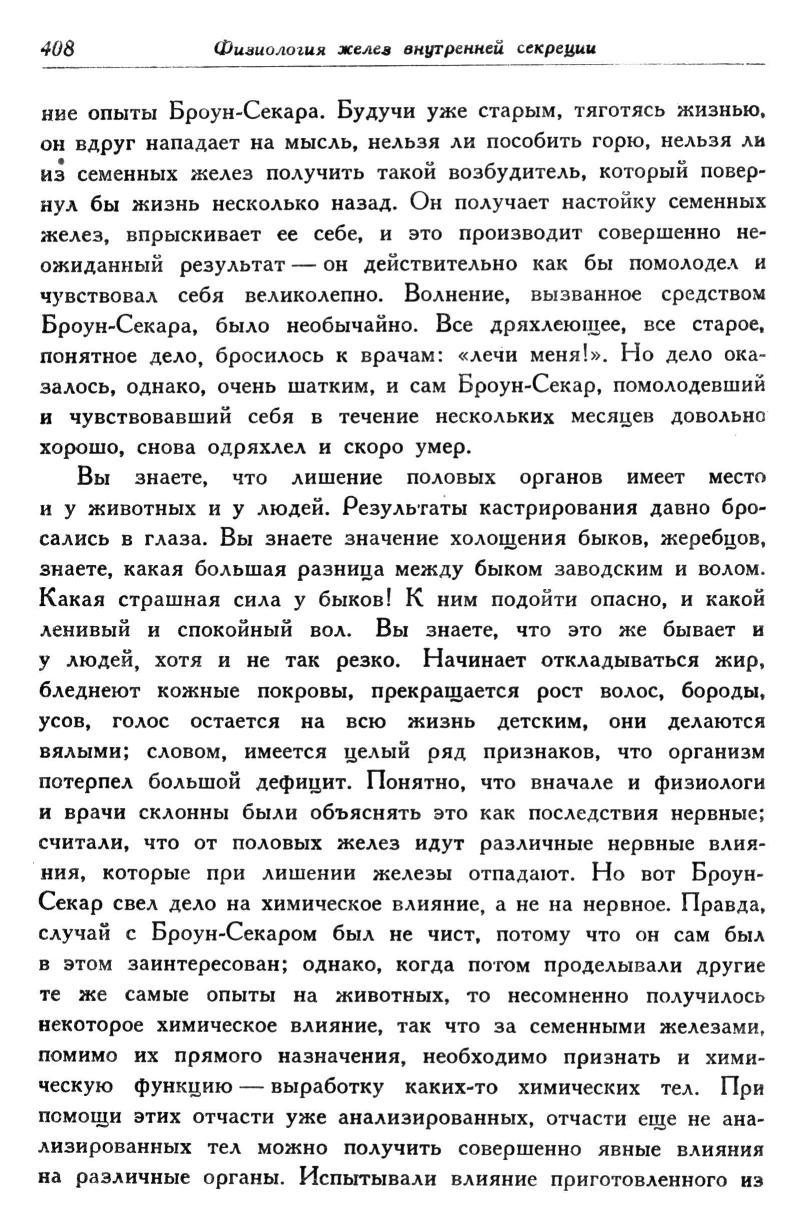 408 Физиология желез внутренней секреции
ние опыты Броун-Секара. Будучи уже старым, тяготясь жизнью,
он вдруг нападает на мысль, нельзя ли пособить горю, нельзя ли
из семенных желез получить такой возбудитель, который повер-
нул бы жизнь несколько назад. Он получает настойку семенных
желез, впрыскивает ее себе, и это производит совершенно не-
ожиданный результат — он действительно как бы помолодел и
чувствовал себя великолепно. Волнение, вызванное средством
Броун-Секара, было необычайно. Все дряхлеющее, все старое,
понятное дело, бросилось к врачам: «лечи меня!». Но дело ока-
залось, однако, очень шатким, и сам Броун-Секар, помолодевший
и чувствовавший себя в течение нескольких месяцев довольно
хорошо, снова одряхлел и скоро умер.
Вы знаете, что лишение половых органов имеет место
и у животных и у людей. Результаты кастрирования давно бро-
сались в глаза. Вы знаете значение холощения быков, жеребцов,
знаете, какая большая разница между быком заводским и волом.
Какая страшная сила у быков! К ним подойти опасно, и какой
ленивый и спокойный вол. Вы знаете, что это же бывает и
у людей, хотя и не так резко. Начинает откладываться жир,
бледнеют кожные покровы, прекращается рост волос, бороды,
усов, голос остается на всю жизнь детским, они делаются
вялыми; словом, имеется целый ряд признаков, что организм
потерпел большой дефицит. Понятно, что вначале и физиологи
и врачи склонны были объяснять это как последствия нервные;
считали, что от половых желез идут различные нервные влия-
ния, которые при лишении железы отпадают. Но вот Броун-
Секар свел дело на химическое влияние, а не на нервное. Правда,
случай с Броун-Секаром был не чист, потому что он сам был
в этом заинтересован; однако, когда потом проделывали другие
те же самые опыты на животных, то несомненно получилось
некоторое химическое влияние, так что за семенными железами,
помимо их прямого назначения, необходимо признать и хими-
ческую функцию — выработку каких-то химических тел. При
помощи этих отчасти уже анализированных, отчасти еще не ана-
лизированных тел можно получить совершенно явные влияния
на различные органы. Испытывали влияние приготовленного из